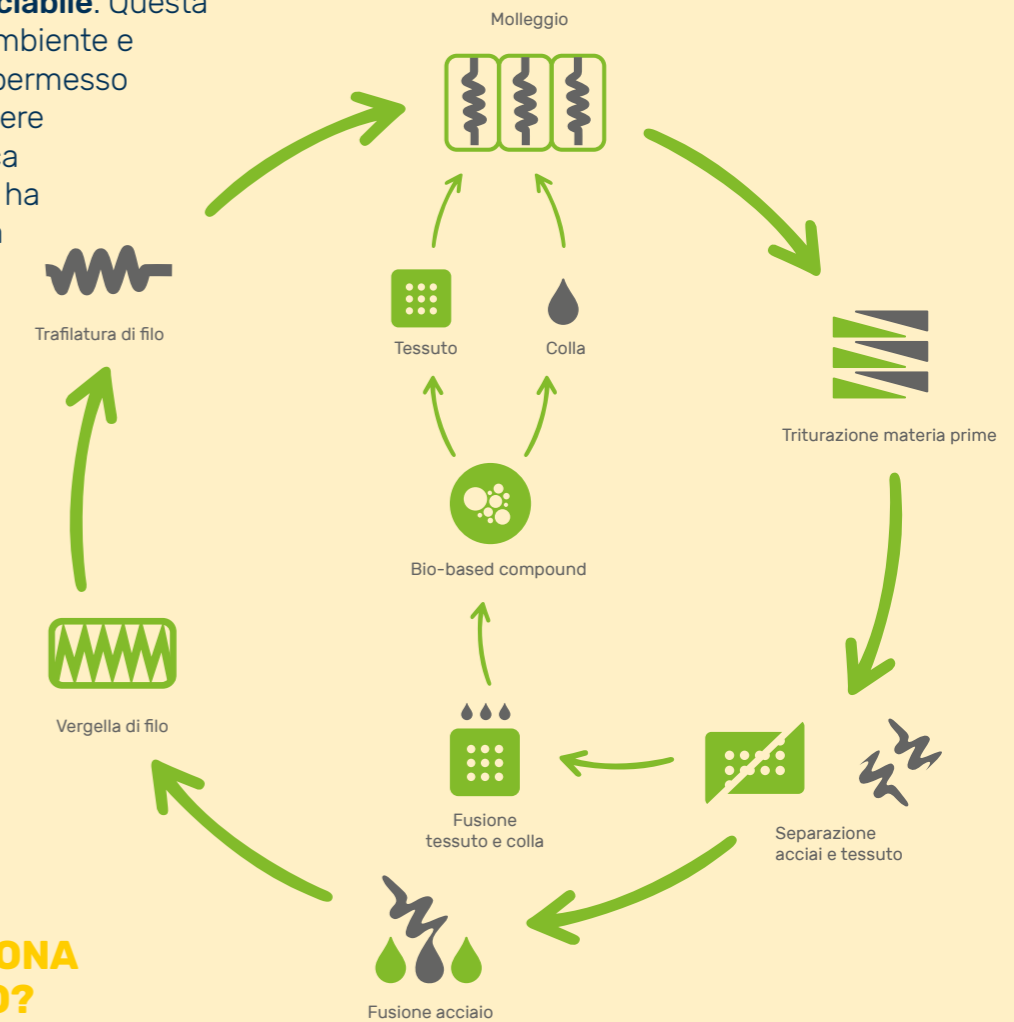 ciabile. Questa
mbiente e
permesso
ere
ha
Molleggio
Trafilatura di filo
Tessuto
Colla
Triturazione materia prime
Bio-based compound
Vergella di filo
Fusione
tessuto e colla
Separazione
acciai e tessuto
Fusione acciaio
ONA
O?